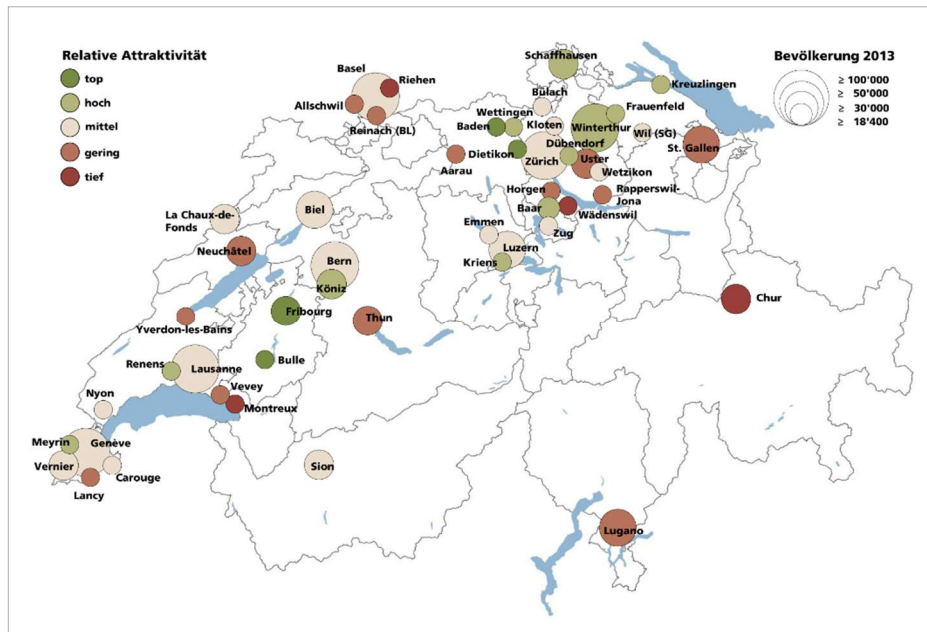 Relative Attraktivität
top
hoch
mittel
gering
tief
Bevölkerung 2013
≥ 100'000
≥ 50'000
≥ 30'000
≥ 18'400
Schaffhausen
Basel
Riehen
Kreuzlingen
Allschwil
Bülach
Reinach (BL)
Wettingen
Frauenfeld
Baden
Kloten
Winterthur
Wil (SG)
Dübendorf
St. Gallen
Dietikon
Zürich
Uster
Aarau
Wetzikon
Horgen
Rapperswil-
Jona
Baar
Wädenswil
La Chaux-de-
Fonds
Biel
Emmen
Zug
Neuchâtel
Luzern
Bern
Kriens
Köniz
Chur
Fribourg
Thun
Yverdon-les-Bains
Bulle
Renens
Lausanne
Vevey
Nyon
Montreux
Meyrin
Genève
Vernier
Carouge
Sion
Lancy
Lugano